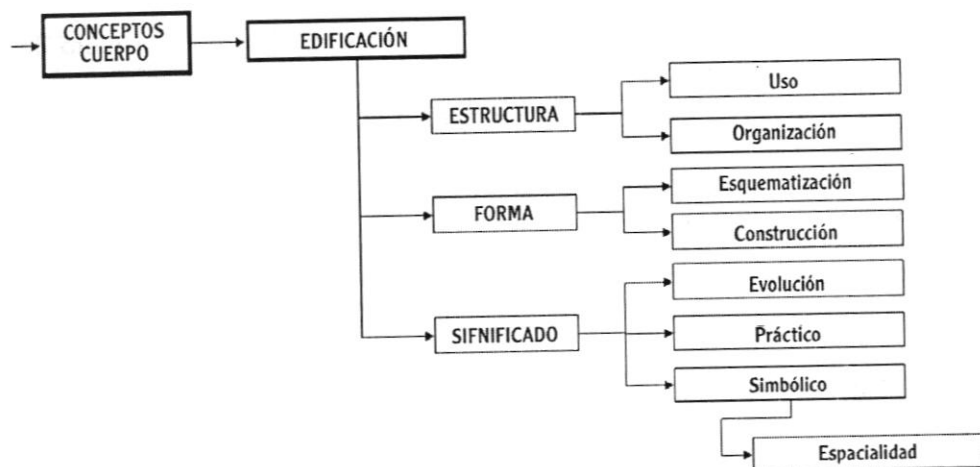 CONCEPTOS
CUERPO
EDIFICACIÓN
ESTRUCTURA
Uso
Organización
FORMA
Esquematización
Construcción
SIFNIFICADO
Evolución
Práctico
Simbólico
Espacialidad